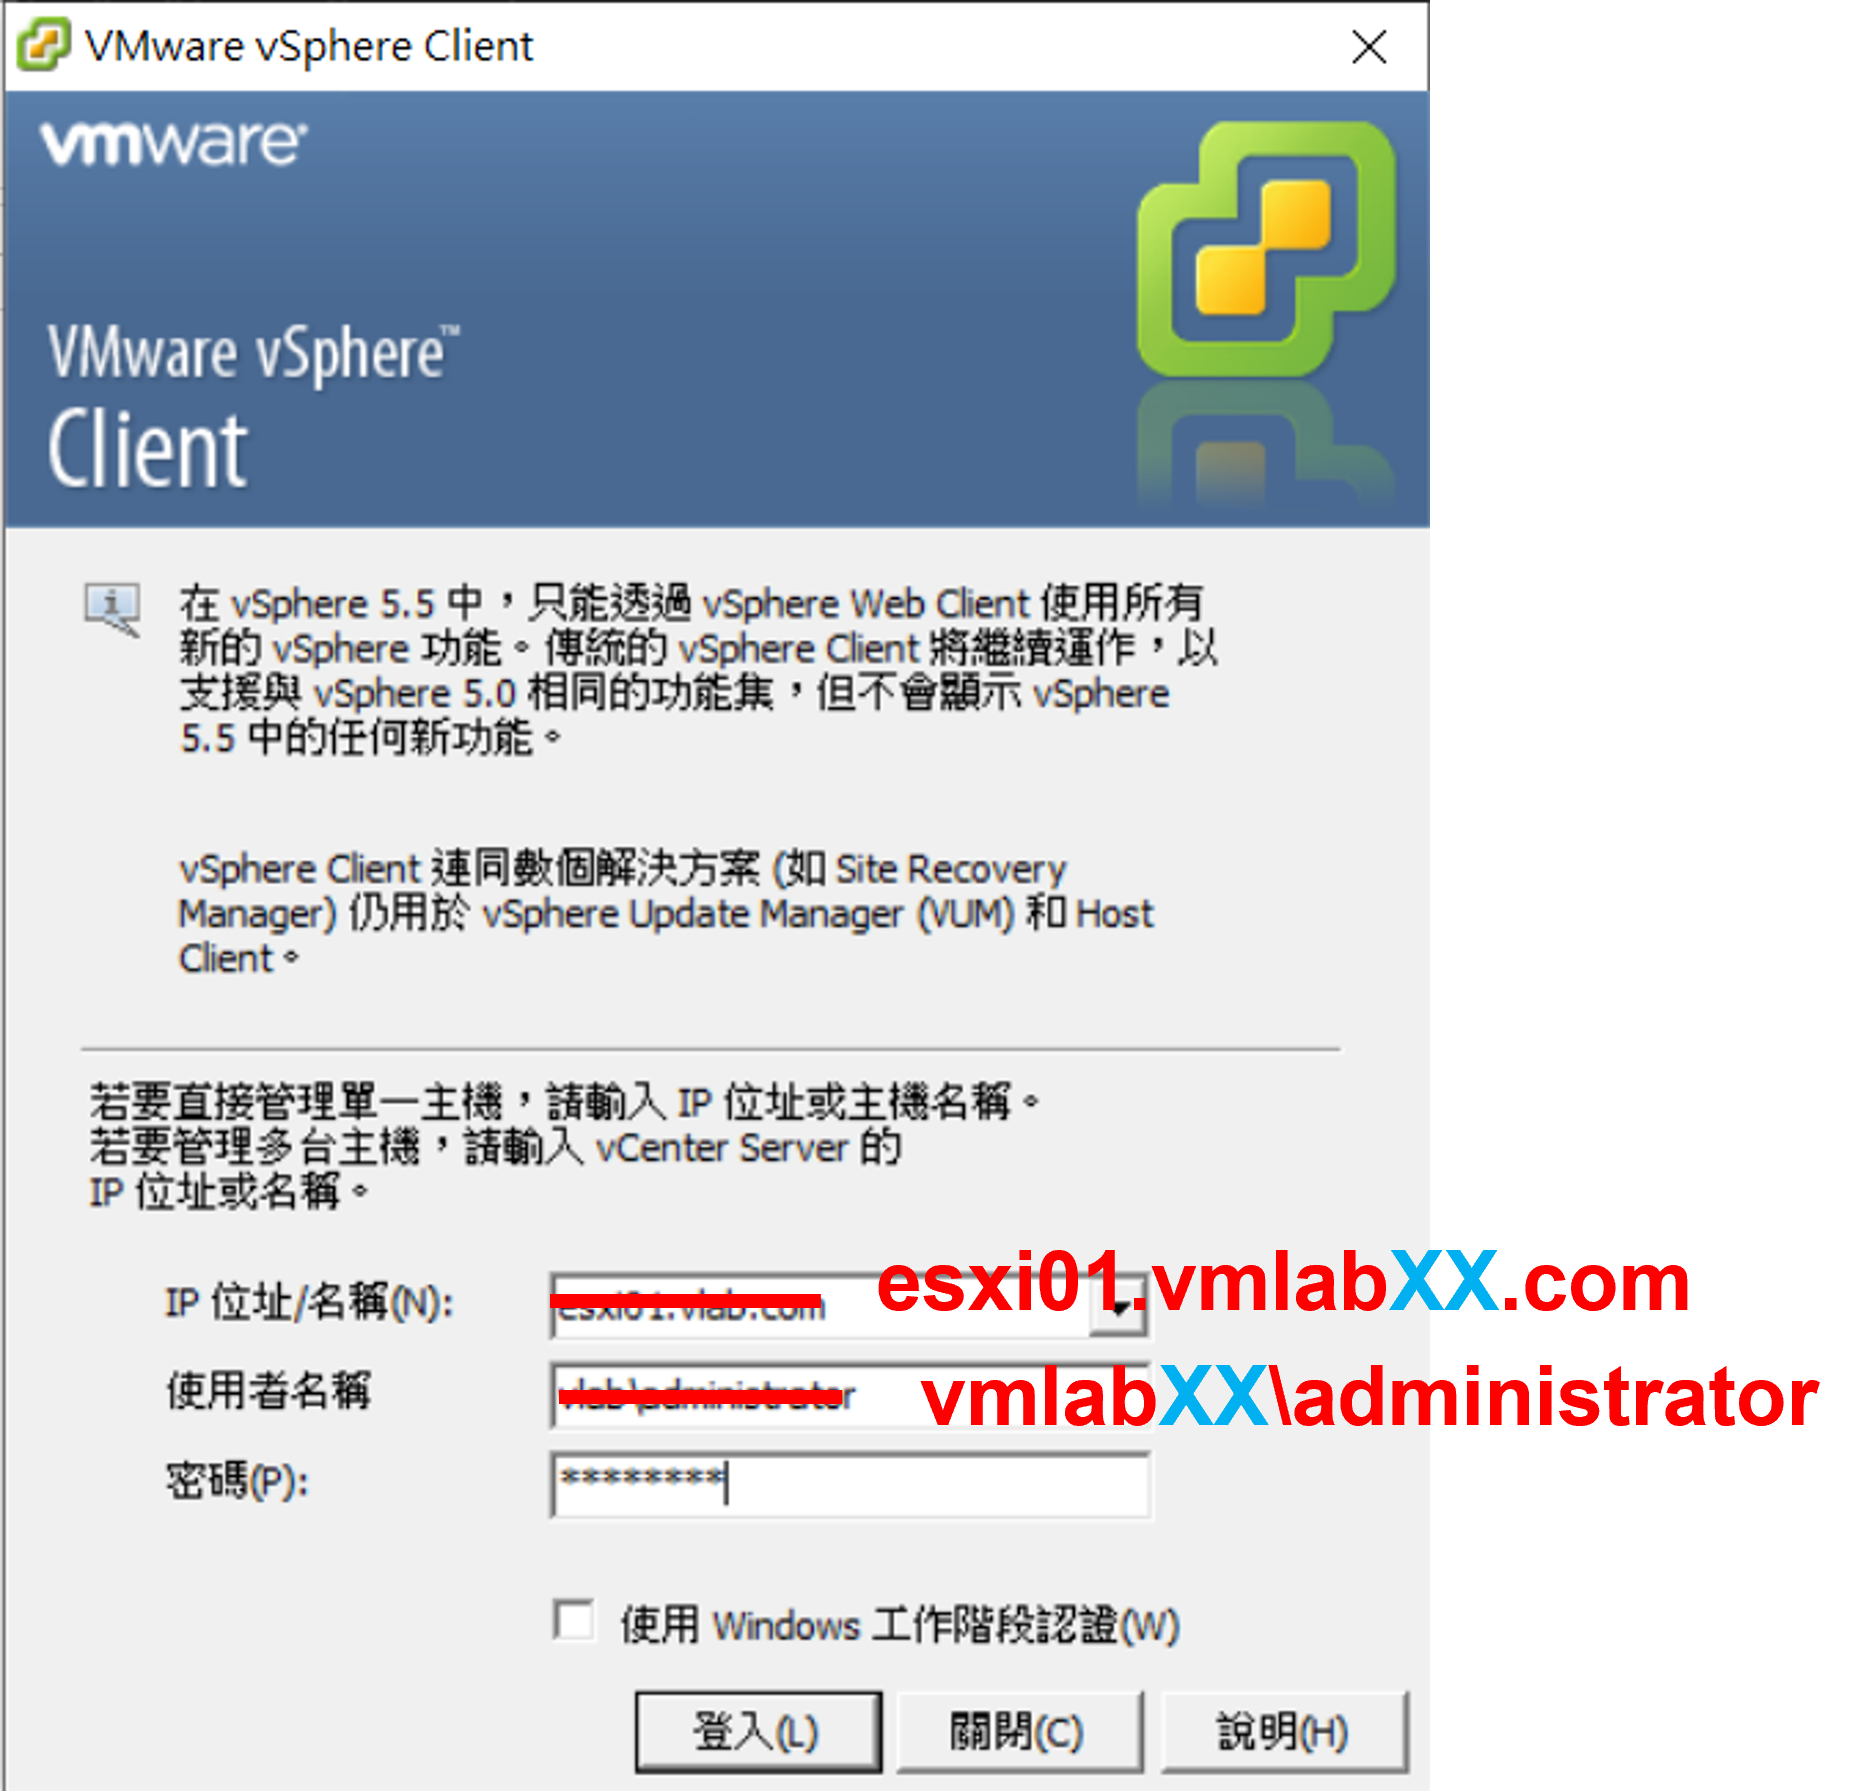 VMware vSphere Client
vmware®
VMware vSphere™
Client
在 vSphere 5.5 中，只能透過 vSphere Web Client 使用所有
新的 vSphere 功能。傳統的 vSphere Client 將繼續運作，以
支援與 vSphere 5.0 相同的功能集，但不會顯示 vSphere
5.5 中的任何新功能。
vSphere Client 連同數個解決方案 (如 Site Recovery
Manager) 仍用於 vSphere Update Manager (VUM) 和 Host
Client。
若要直接管理單一主機，請輸入 IP 位址或主機名稱。
若要管理多台主機，請輸入 vCenter Server 的
IP 位址或名稱。
IP 位址/名稱(N): esxi01.vlab.com esxi01.vmlabXX.com
使用者名稱 vlab\administrator vmlabXX\administrator
密碼(P): ********
使用 Windows 工作階段認證(W)
登入(L) 關閉(C) 說明(H)